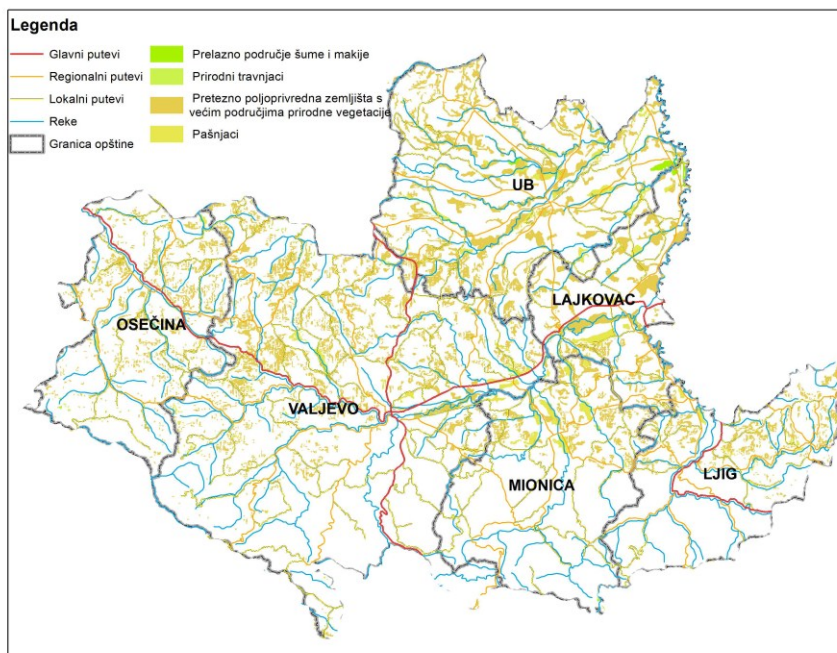 Legenda
Glavni putevi
Regionalni putevi
Lokalni putevi
Reke
Granica opštine
Prelazno područje šume i makije
Prirodni travnjaci
Pretezno poljoprivredna zemljišta s
većim područjima prirodne vegetacije
Pašnjaci
UB
LAJKOVAC
OSEČINA
VALJEVO
MIONICA
LJIG